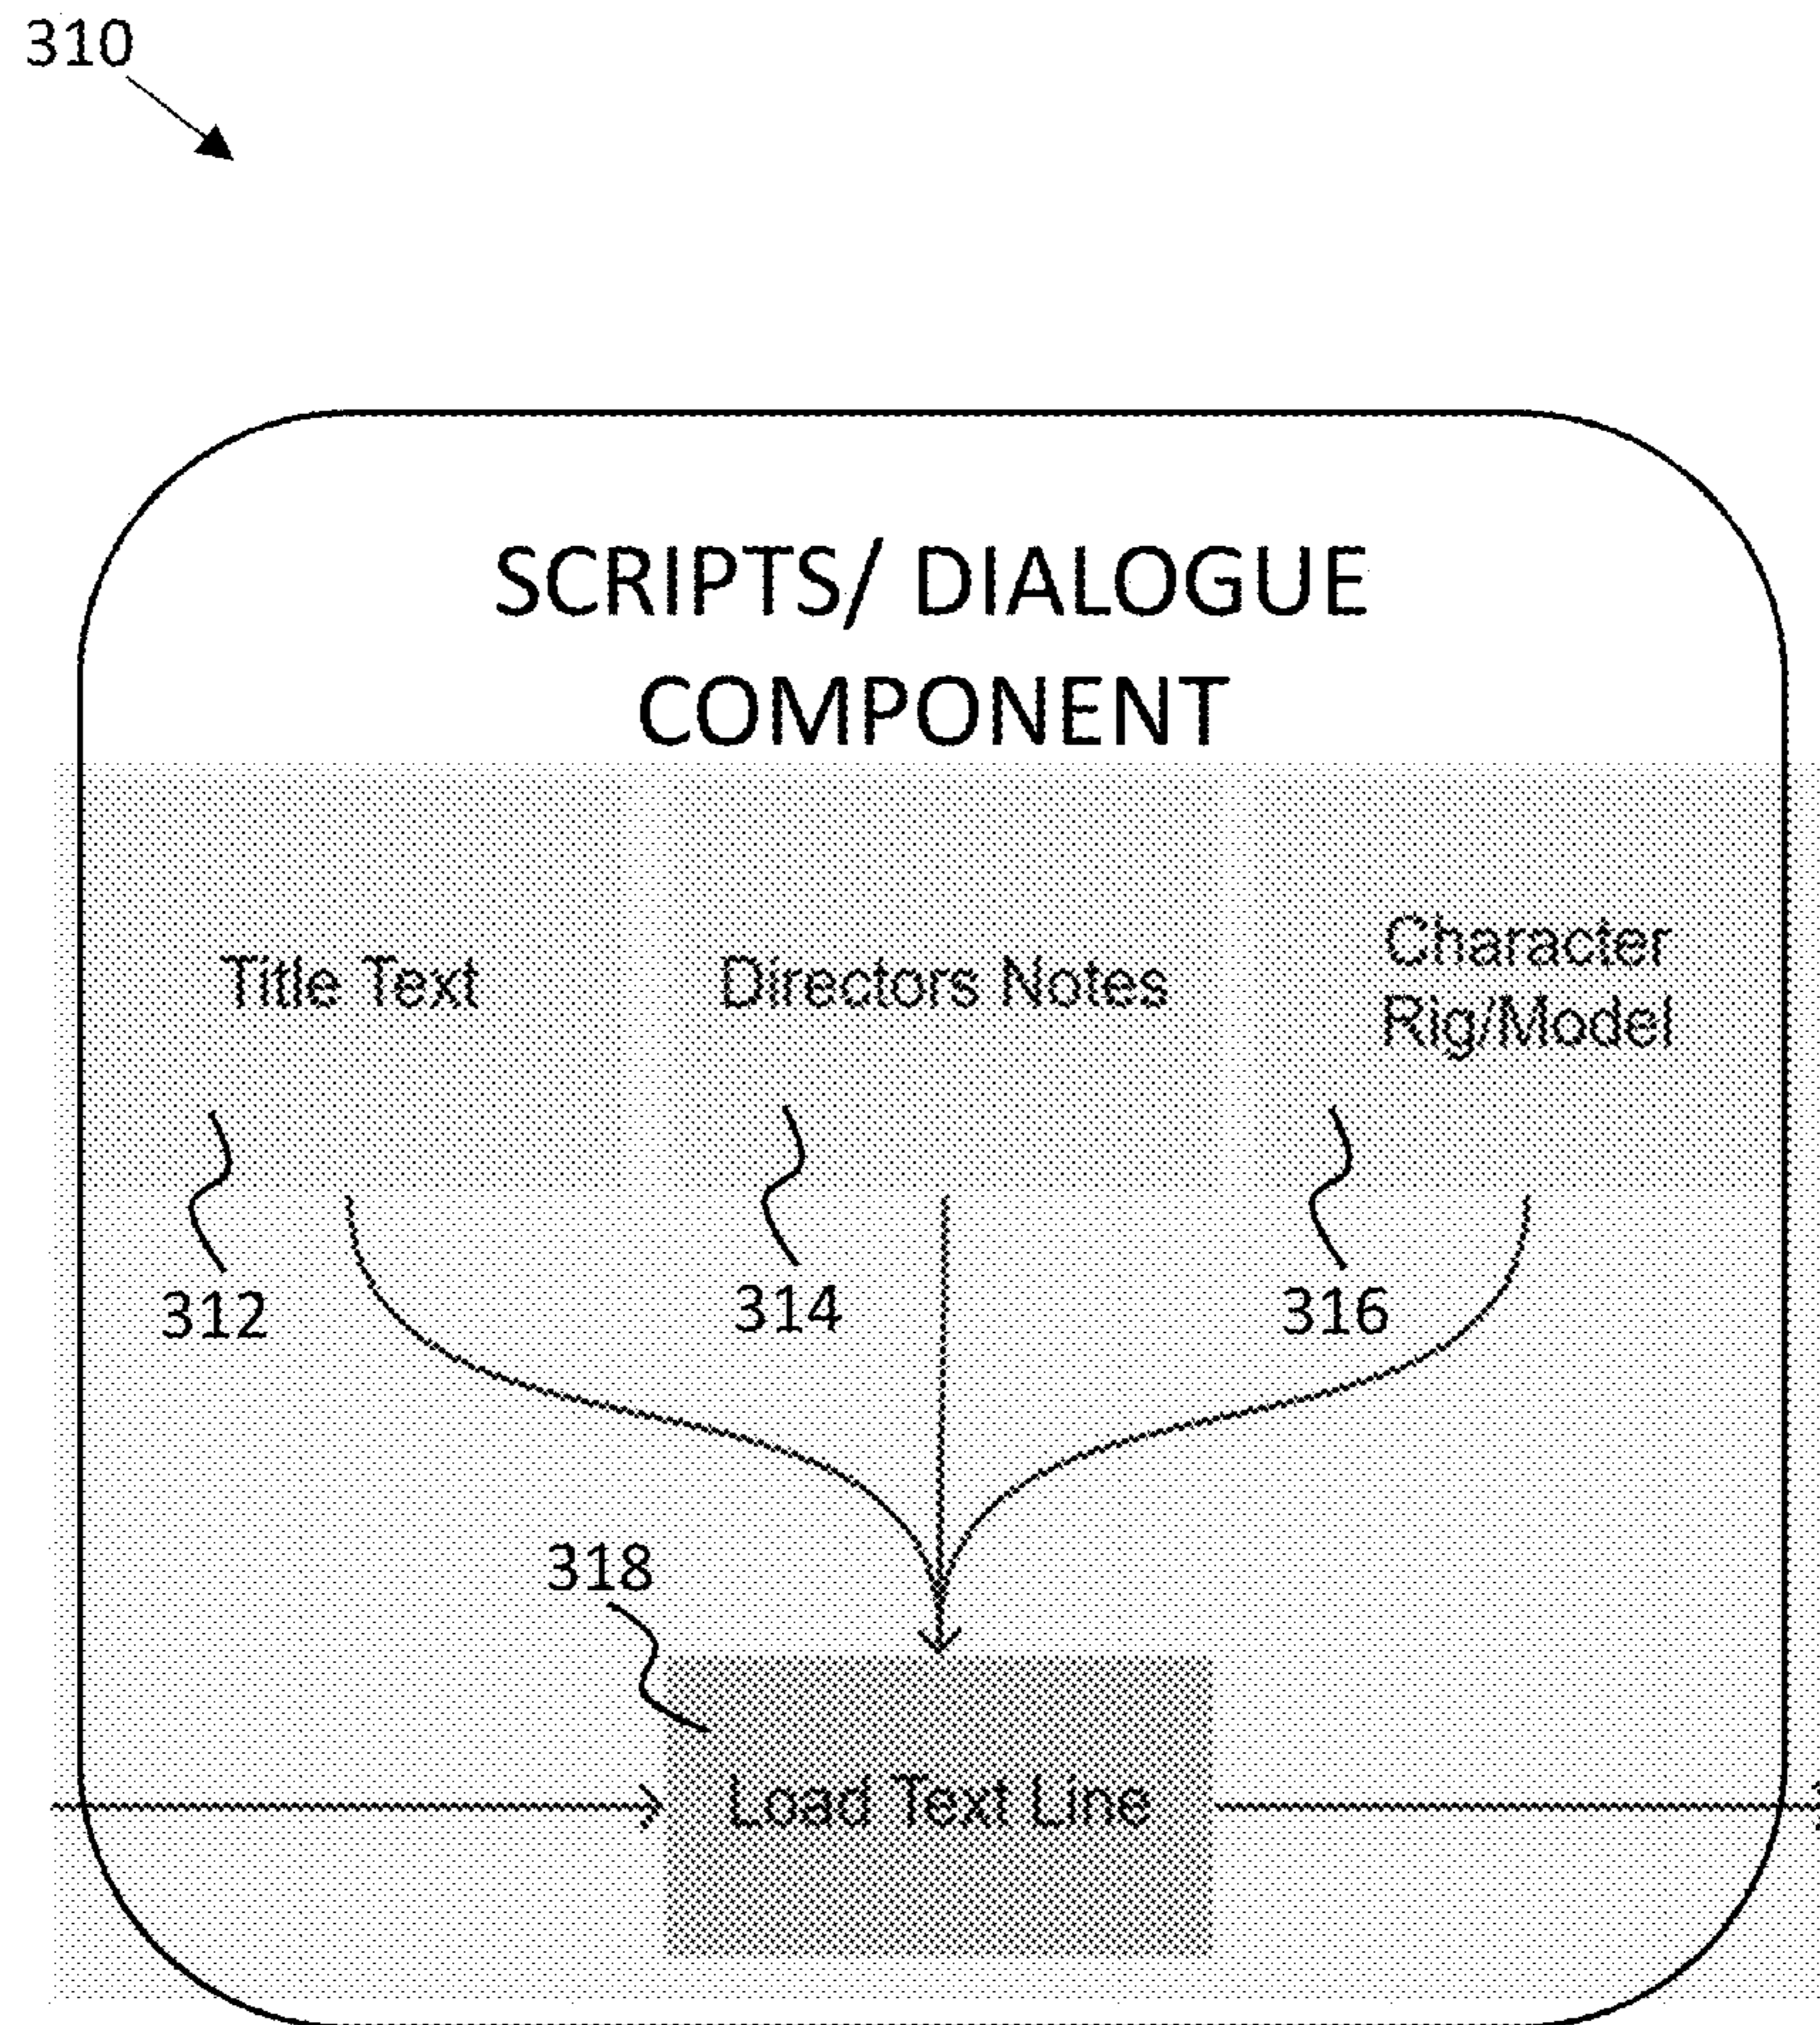 310
SCRIPTS/ DIALOGUE
COMPONENT
Title Text
Directors Notes
Character
Rig/Model
312
314
316
318
Load Text Line